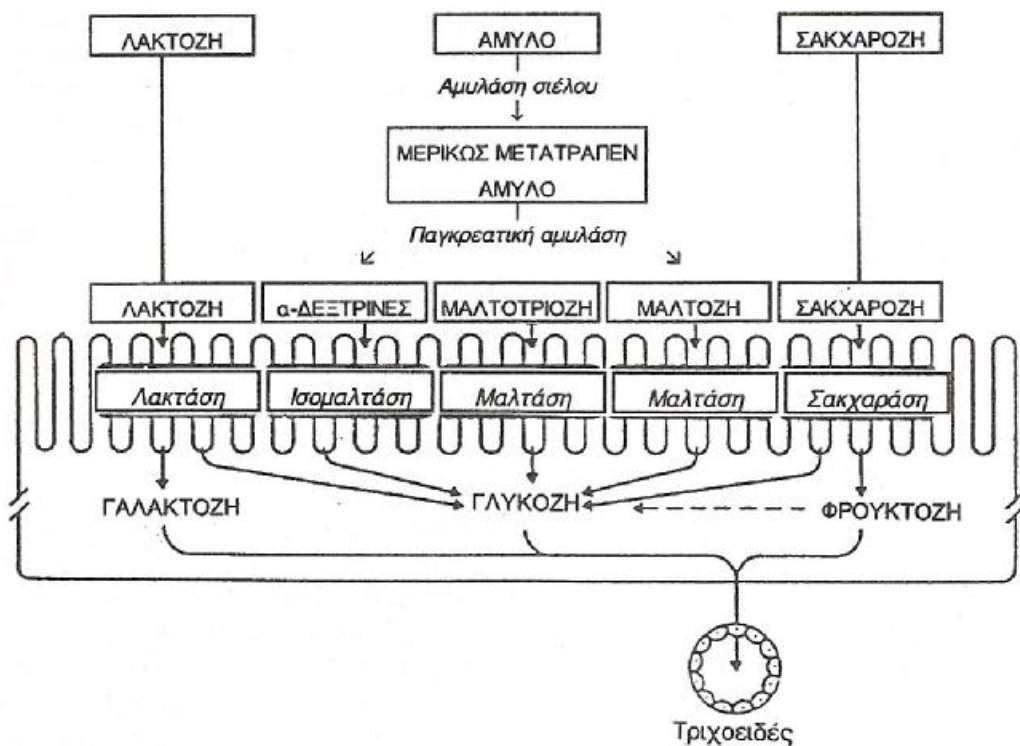 ΛΑΚΤΟΖΗ
ΑΜΥΛΟ
ΣΑΚΧΑΡΟΖΗ
Αμυλάση σιέλου
ΜΕΡΙΚΩΣ ΜΕΤΑΤΡΑΠΕΝ
ΑΜΥΛΟ
Παγκρεατική αμυλάση
ΛΑΚΤΟΖΗ
α-ΔΕΞΤΡΙΝΕΣ
ΜΑΛΤΟΤΡΙΟΖΗ
ΜΑΛΤΟΖΗ
ΣΑΚΧΑΡΟΖΗ
Λακτάση
Ισομαλτάση
Μαλτάση
Μαλτάση
Σακχαράση
ΓΑΛΑΚΤΟΖΗ
ΓΛΥΚΟΖΗ
ΦΡΟΥΚΤΟΖΗ
Τριχοειδές